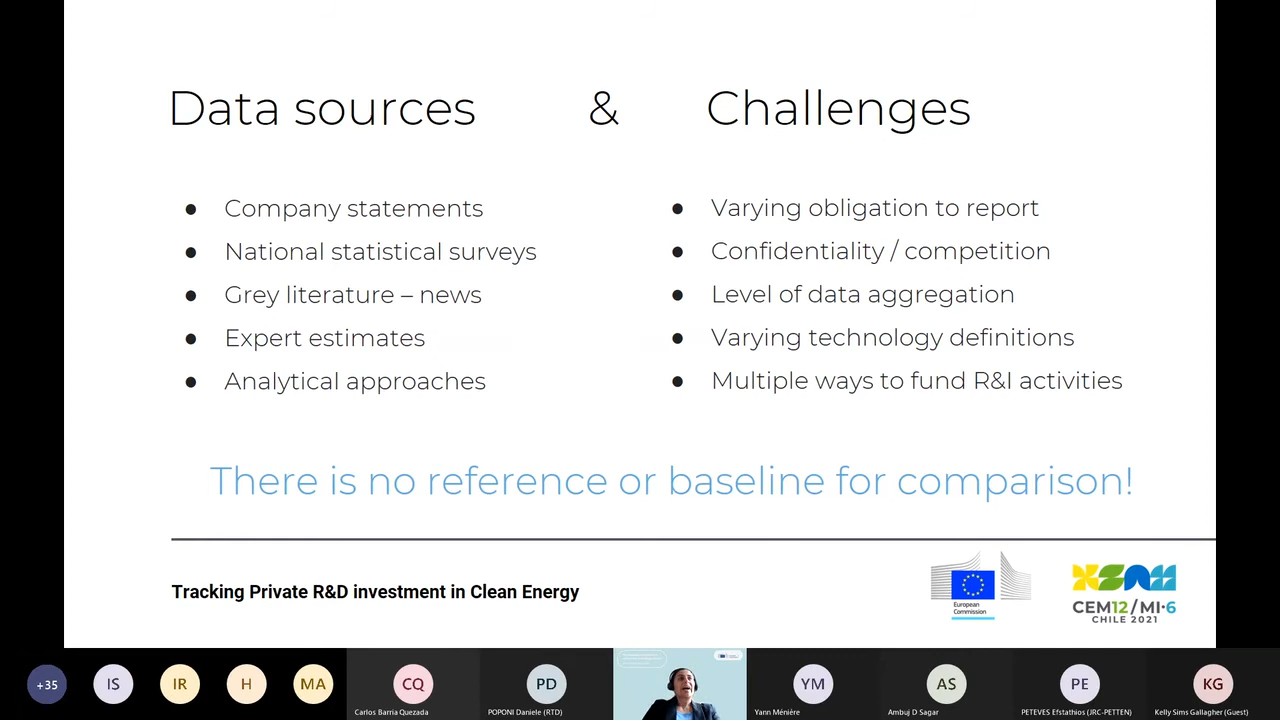 Data sources & Challenges
● Company statements
● National statistical surveys
● Grey literature – news
● Expert estimates
● Analytical approaches
● Varying obligation to report
● Confidentiality / competition
● Level of data aggregation
● Varying technology definitions
● Multiple ways to fund R&I activities
There is no reference or baseline for comparison!
Tracking Private R&D investment in Clean Energy
European
Commission
CEM12/MI·6
CHILE 2021
+35
IS
IR
H
MA
CQ
Carlos Barria Quezada
PD
POPONI Daniele (RTD)
YM
Yann Ménière
AS
Ambuj D Sagar
PE
PETEVES Efstathios (JRC-PETTEN)
KG
Kelly Sims Gallagher (Guest)